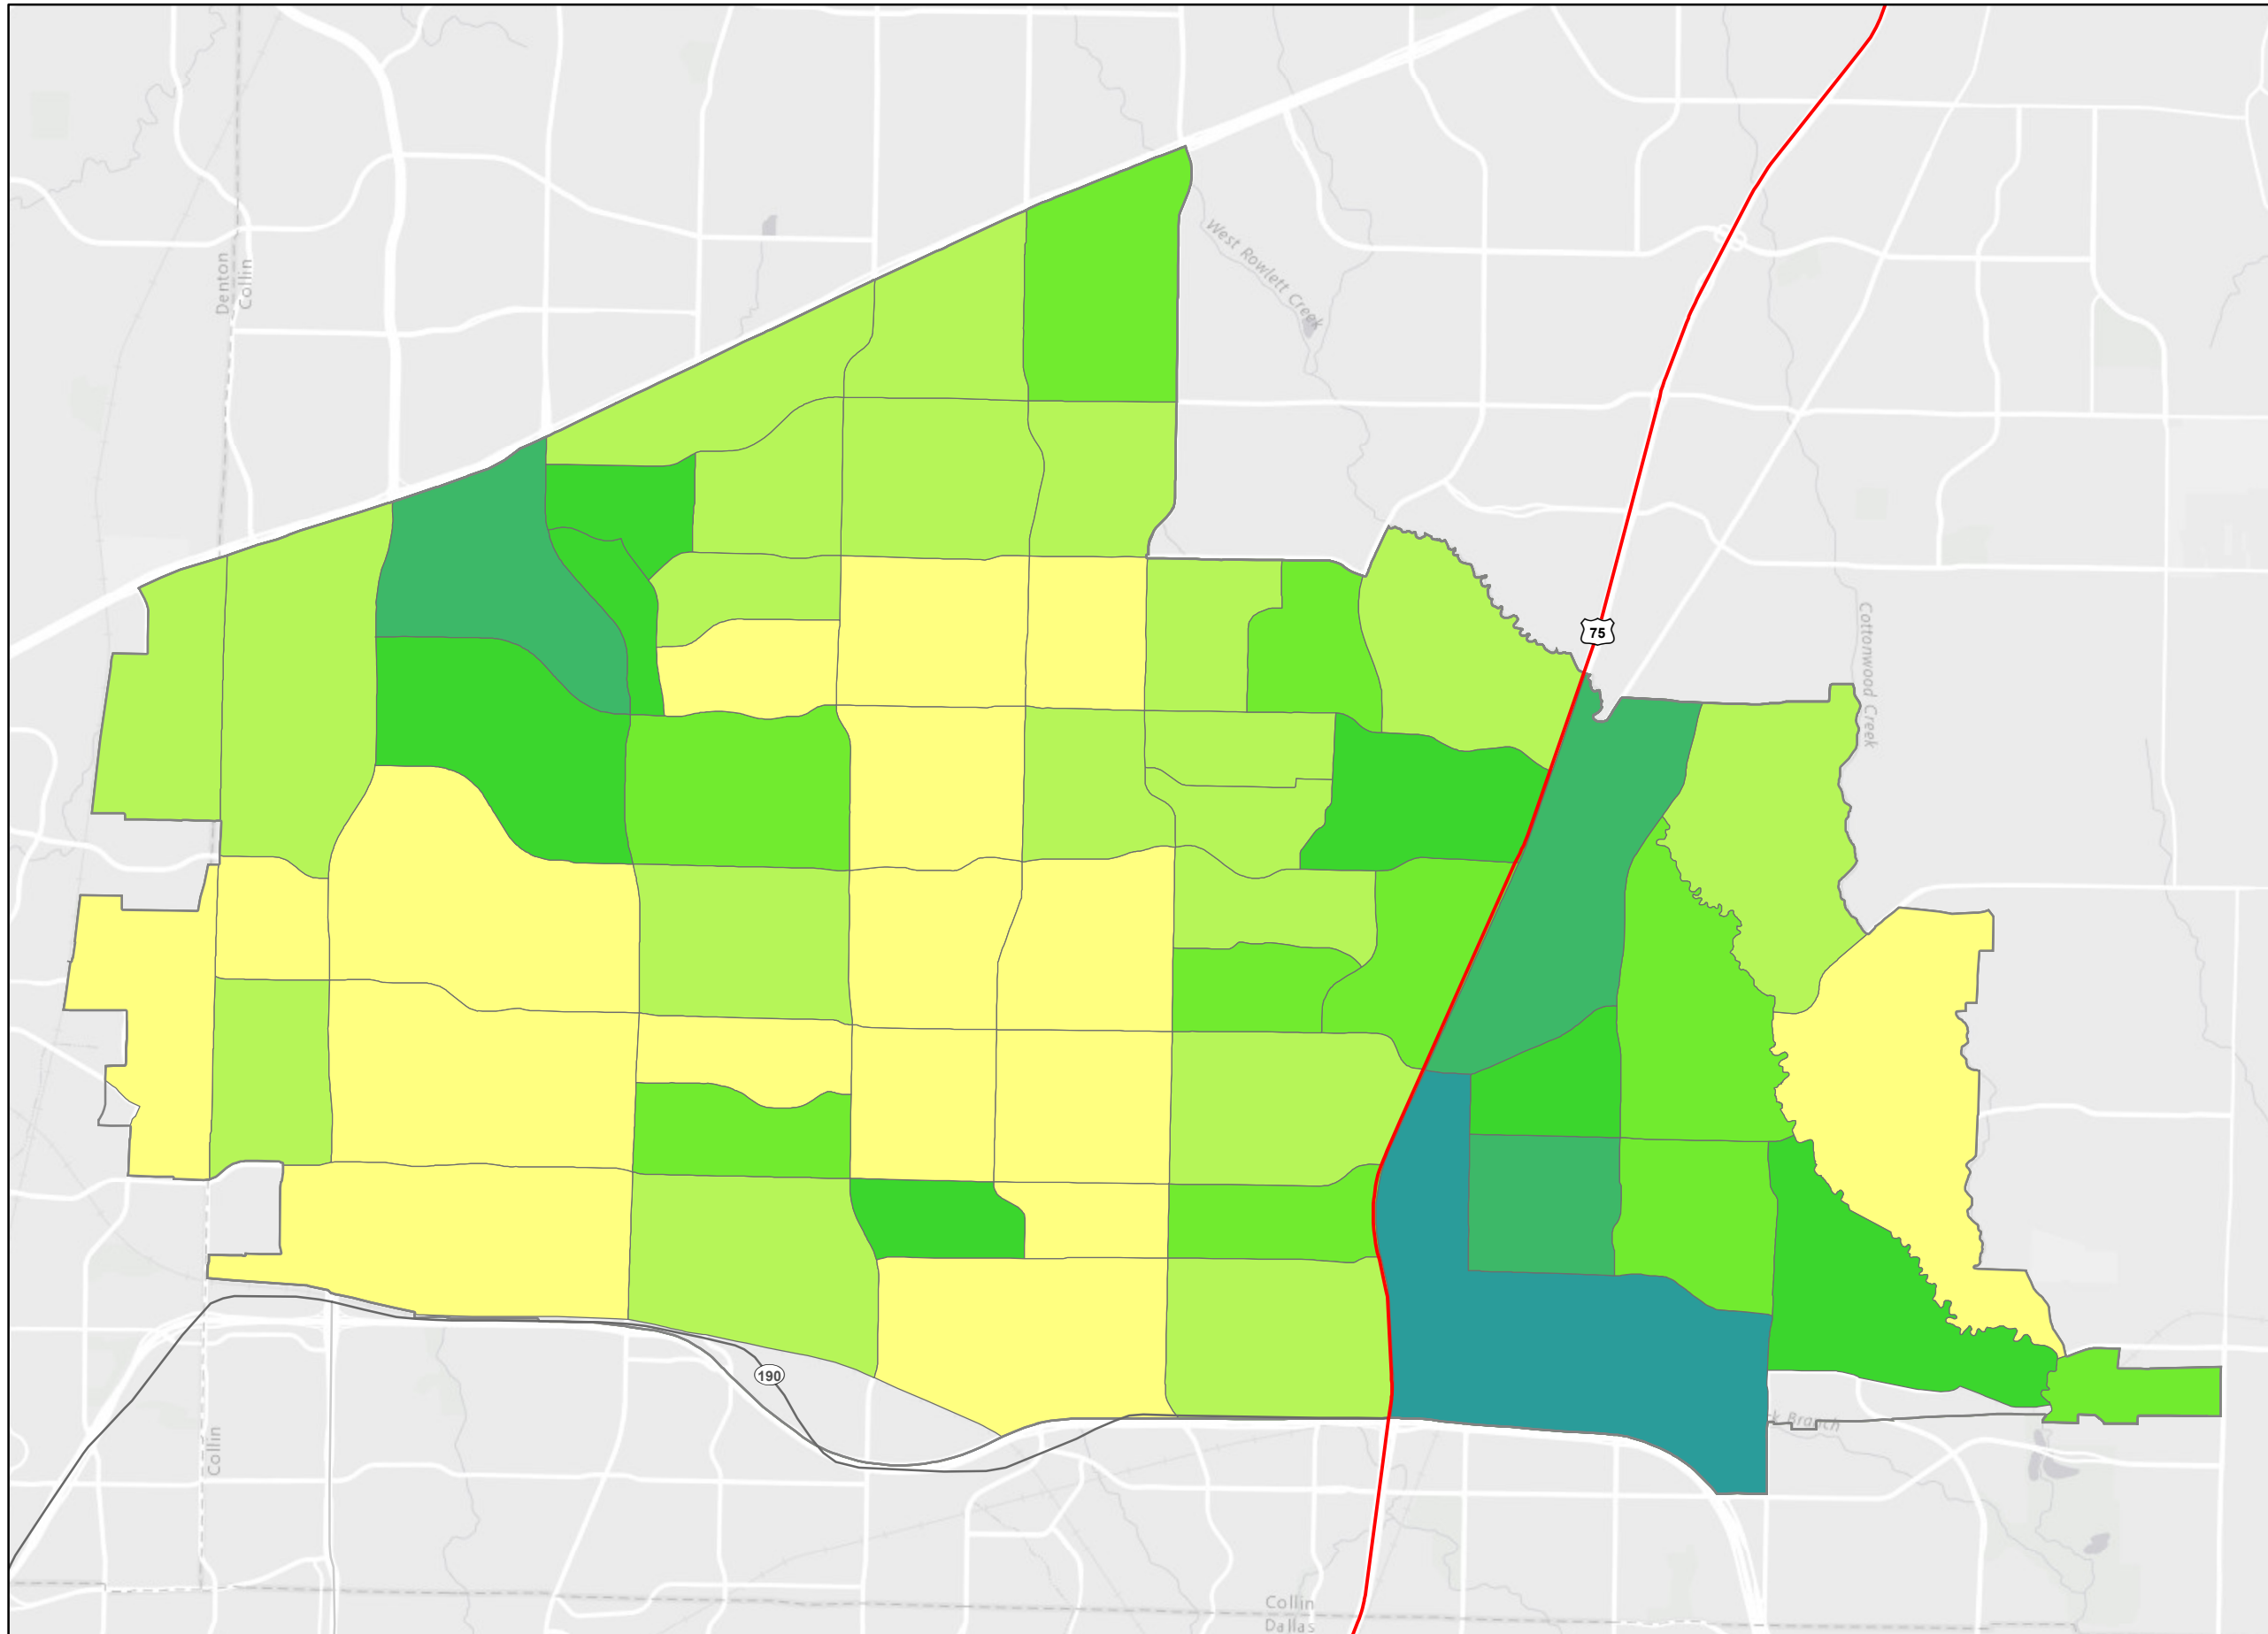 Denton
Collin
West Rowlett Creek
75
Cottonwood Creek
190
Branch
Collin
Collin
Dallas